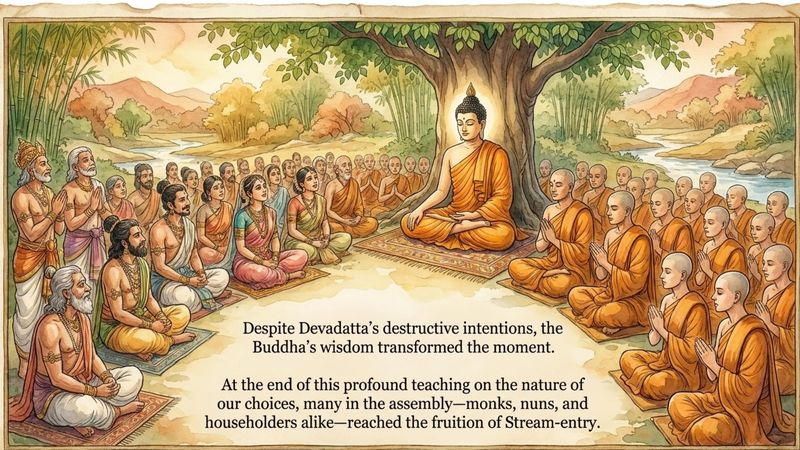 Despite Devadatta’s destructive intentions, the
Buddha’s wisdom transformed the moment.
At the end of this profound teaching on the nature of
our choices, many in the assembly—monks, nuns, and
householders alike—reached the fruition of Stream-entry.